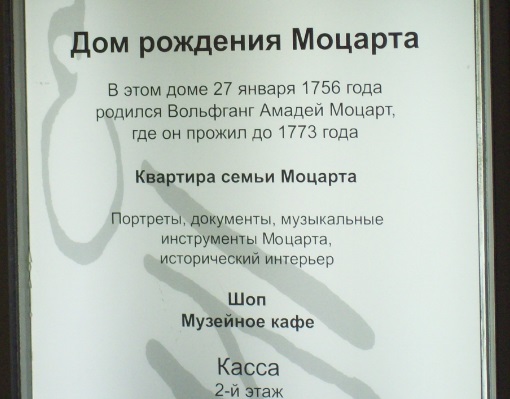 Дом рождения Моцарта
В этом доме 27 января 1756 года
родился Вольфганг Амадей Моцарт,
где он прожил до 1773 года
Квартира семьи Моцарта
Портреты, документы, музыкальные
инструменты Моцарта,
исторический интерьер
Шоп
Музейное кафе
Касса
2-й этаж